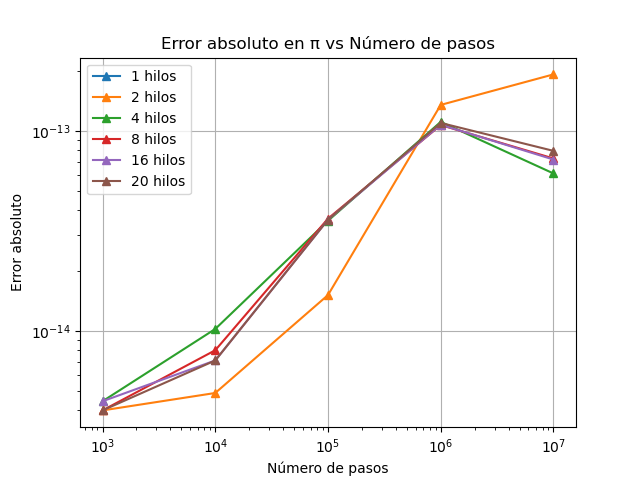 Error absoluto en π vs Número de pasos
1 hilos
2 hilos
4 hilos
8 hilos
16 hilos
20 hilos
Error absoluto
10⁻¹³
10⁻¹⁴
10³ 10⁴ 10⁵ 10⁶ 10⁷
Número de pasos